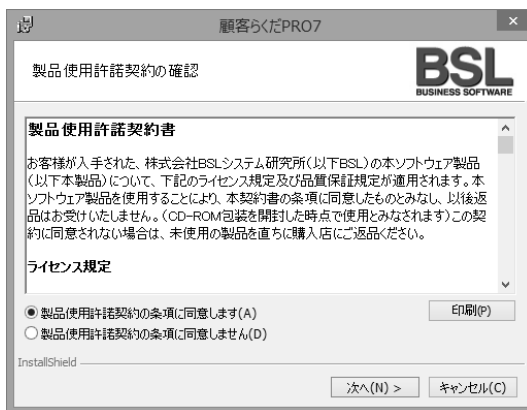 顧客らくだPRO7
×
製品使用許諾契約の確認
BSL
BUSINESS SOFTWARE
製品使用許諾契約書
お客様が入手された、株式会社BSLシステム研究所(以下BSL)の本ソフトウェア製品
(以下本製品)について、下記のライセンス規定及び品質保証規定が適用されます。本
ソフトウェア製品を使用することにより、本契約書の条項に同意したものとみなし、以後返
品はお受けいたしません。(CD-ROM包装を開封した時点で使用とみなされます)この契
約に同意されない場合は、未使用の製品を直ちに購入店にご返品ください。
ライセンス規定
製品使用許諾契約の条項に同意します(A)
印刷(P)
製品使用許諾契約の条項に同意しません(D)
InstallShield
次へ(N) >
キャンセル(C)